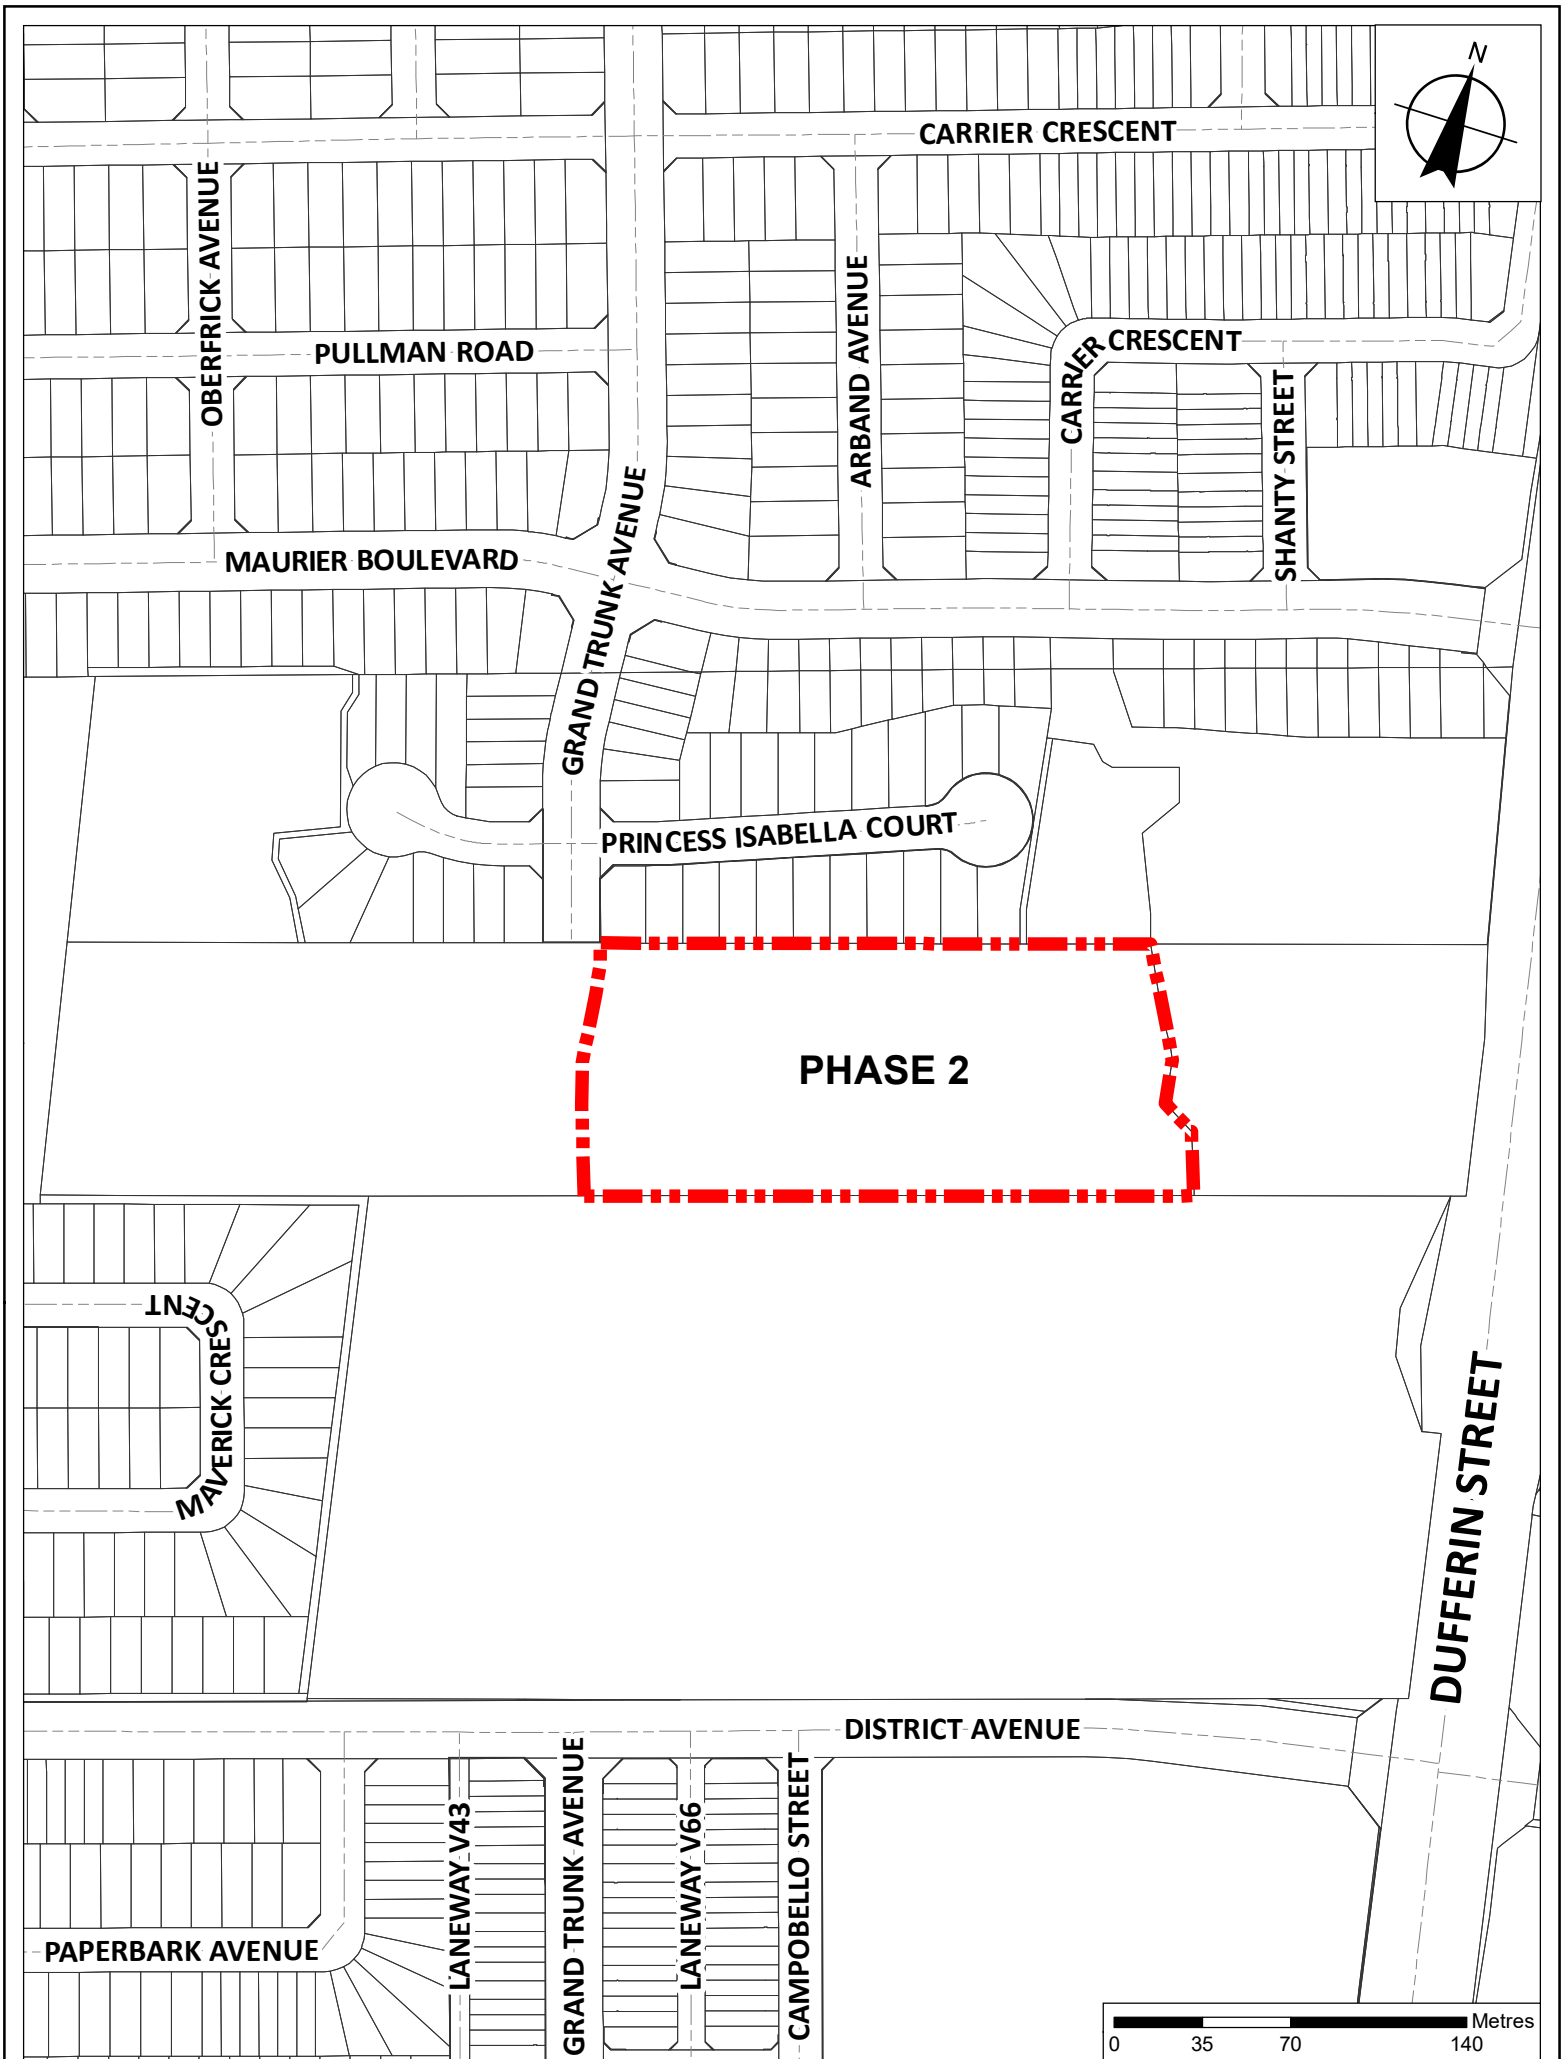 N
CARRIER CRESCENT
OBERFRICK AVENUE
ARBAND AVENUE
PULLMAN ROAD
CARRIER CRESCENT
SHANTY STREET
GRAND TRUNK AVENUE
MAURIER BOULEVARD
PRINCESS ISABELLA COURT
PHASE 2
MAVERICK CRESCENT
DUFFERIN STREET
DISTRICT AVENUE
LANEWAY V43
GRAND TRUNK AVENUE
LANEWAY V66
CAMPOBELLO STREET
PAPERBARK AVENUE
Metres
0 35 70 140